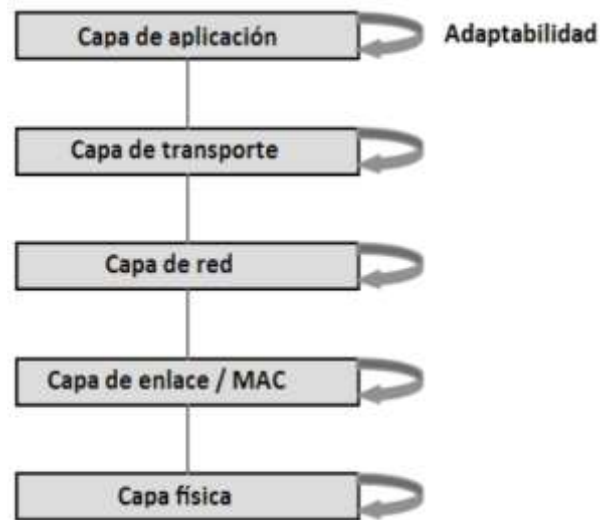 Capa de aplicación
Adaptabilidad
Capa de transporte
Capa de red
Capa de enlace / MAC
Capa física